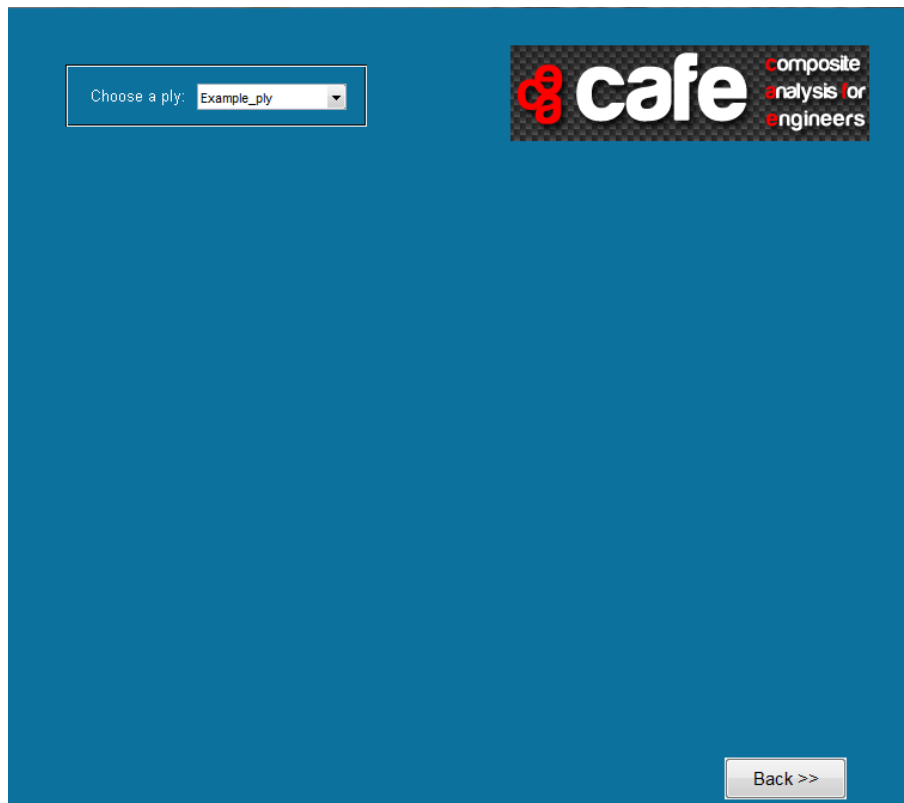 Choose a ply: Example_ply
cafe
composite
analysis for
engineers
Back >>